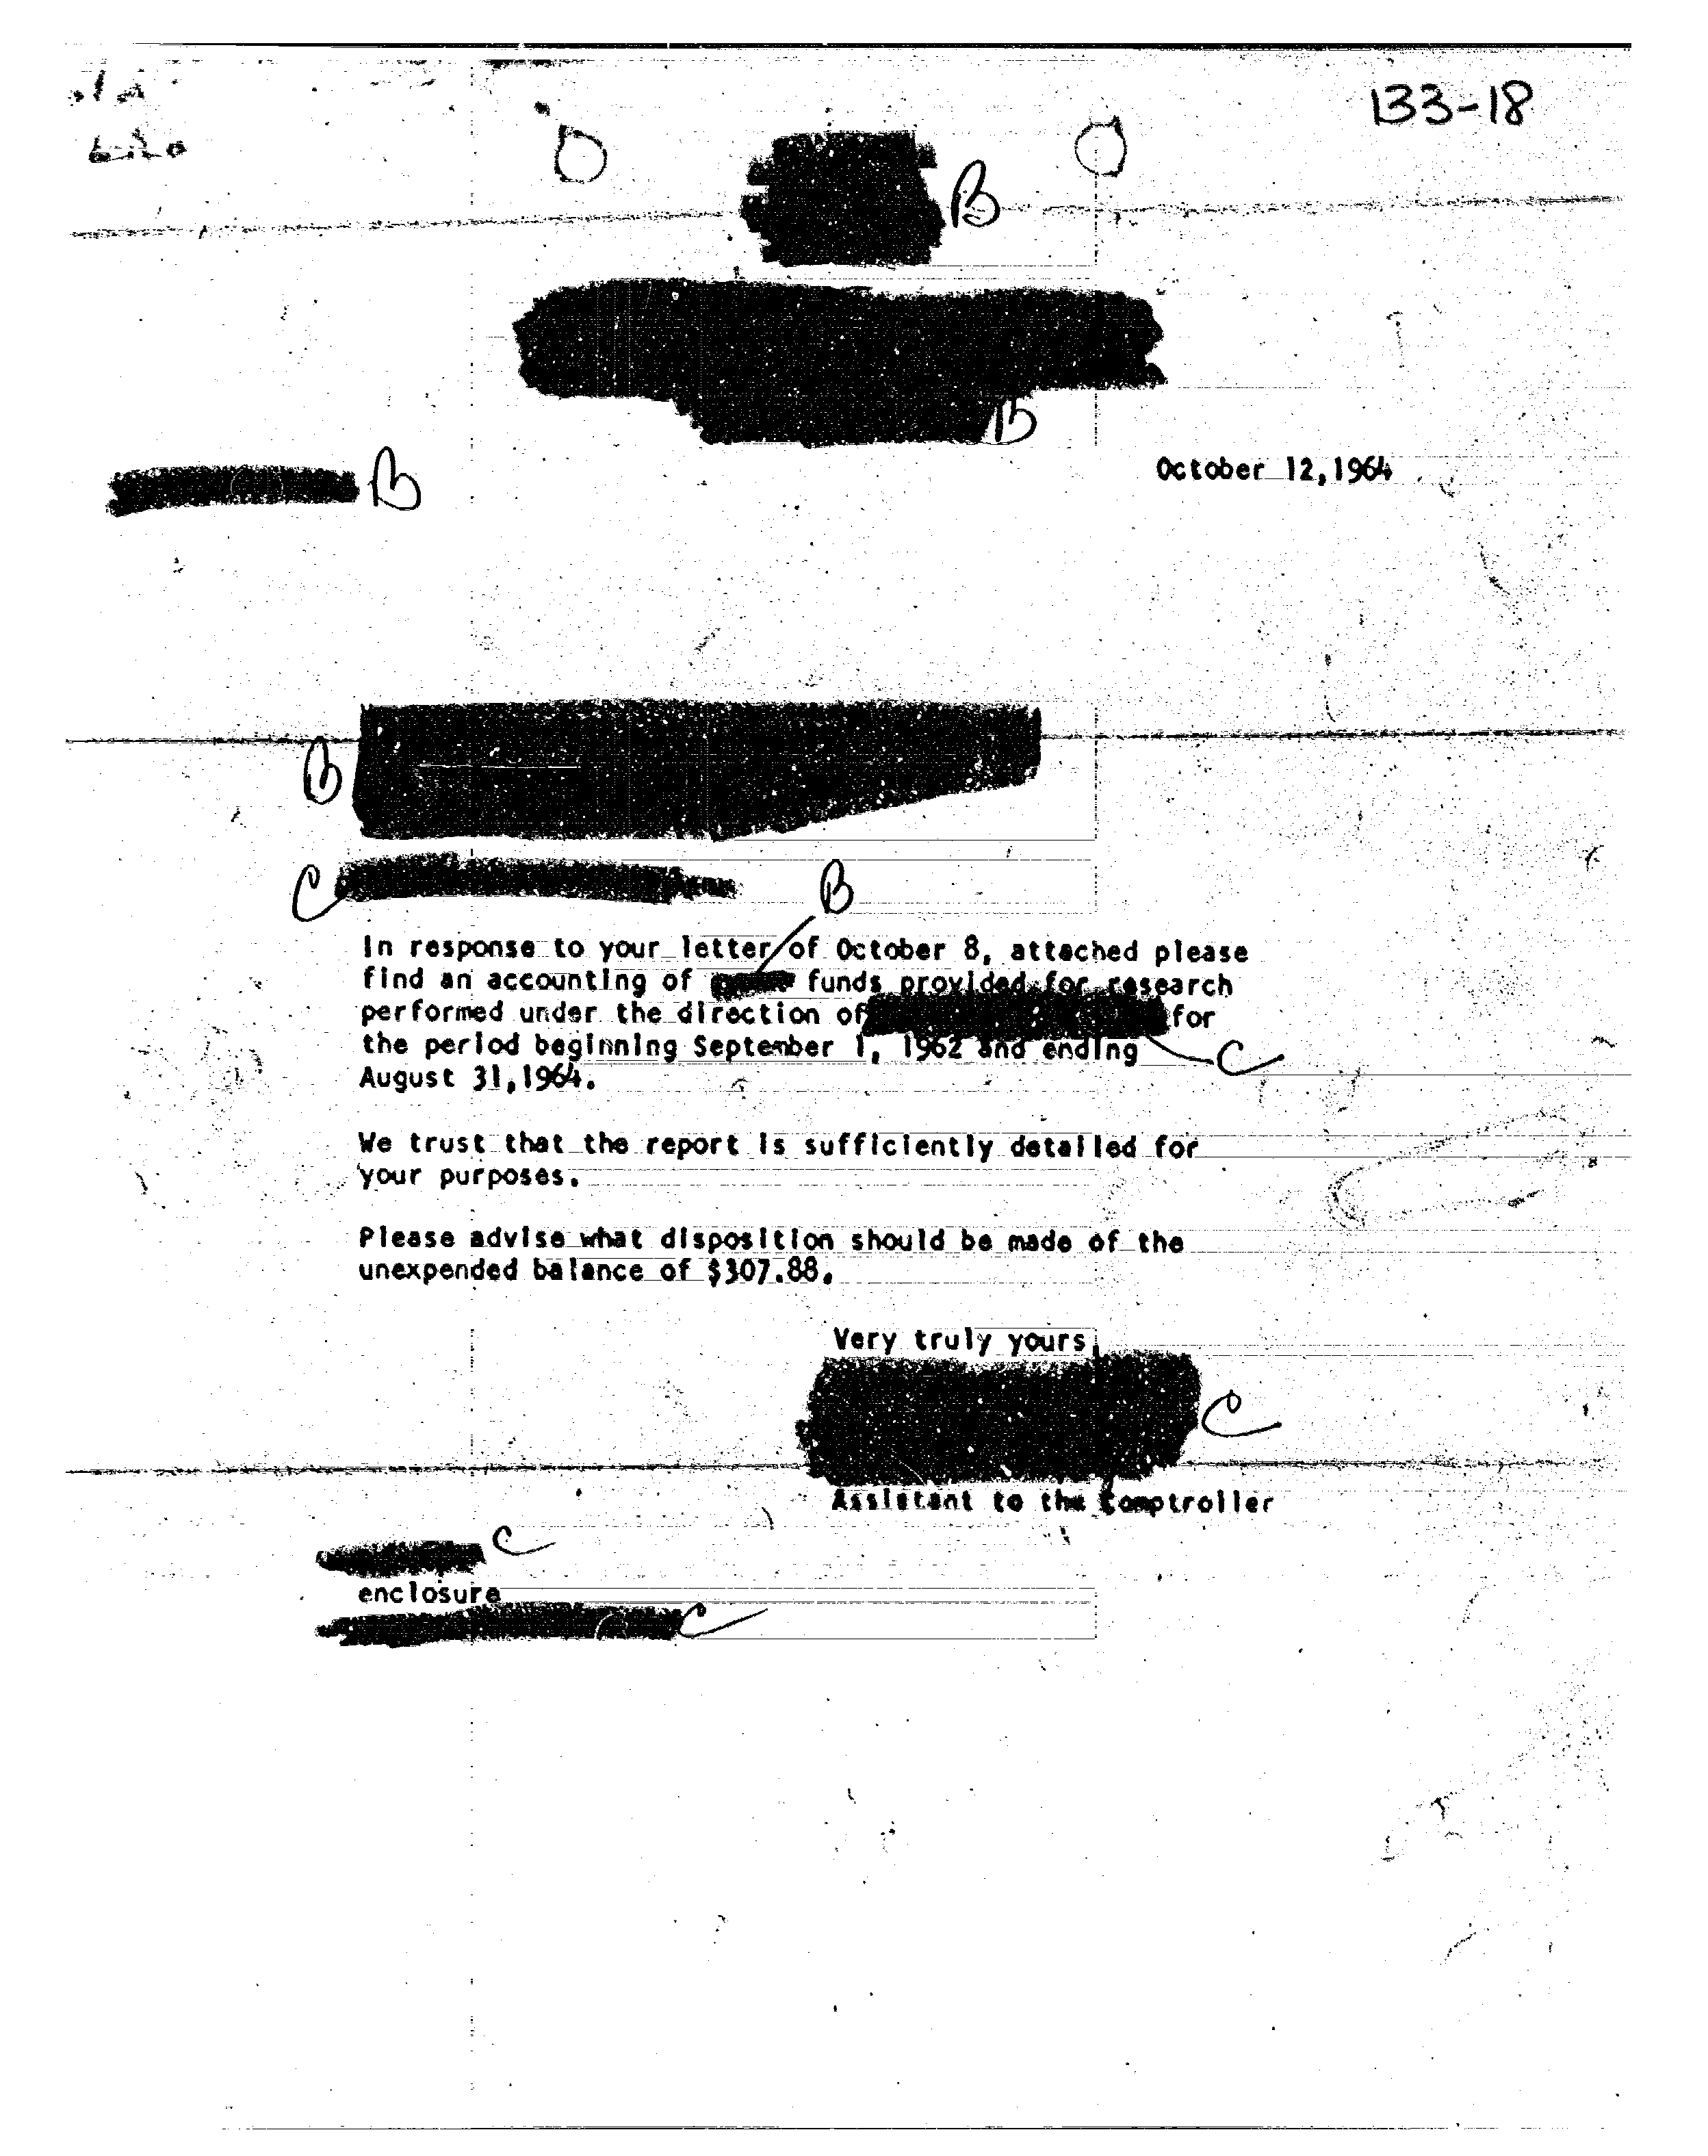 133-18
B
B
B
October 12,1964
B
C
B
In response to your letter of October 8, attached please
find an accounting of funds provided for research
performed under the direction of for
the period beginning September 1, 1962 and ending
C
August 31,1964.
We trust that the report is sufficiently detailed for
your purposes.
Please advise what disposition should be made of the
unexpended balance of $307.88.
Very truly yours,
C
Assistant to the Comptroller
C
enclosure
C